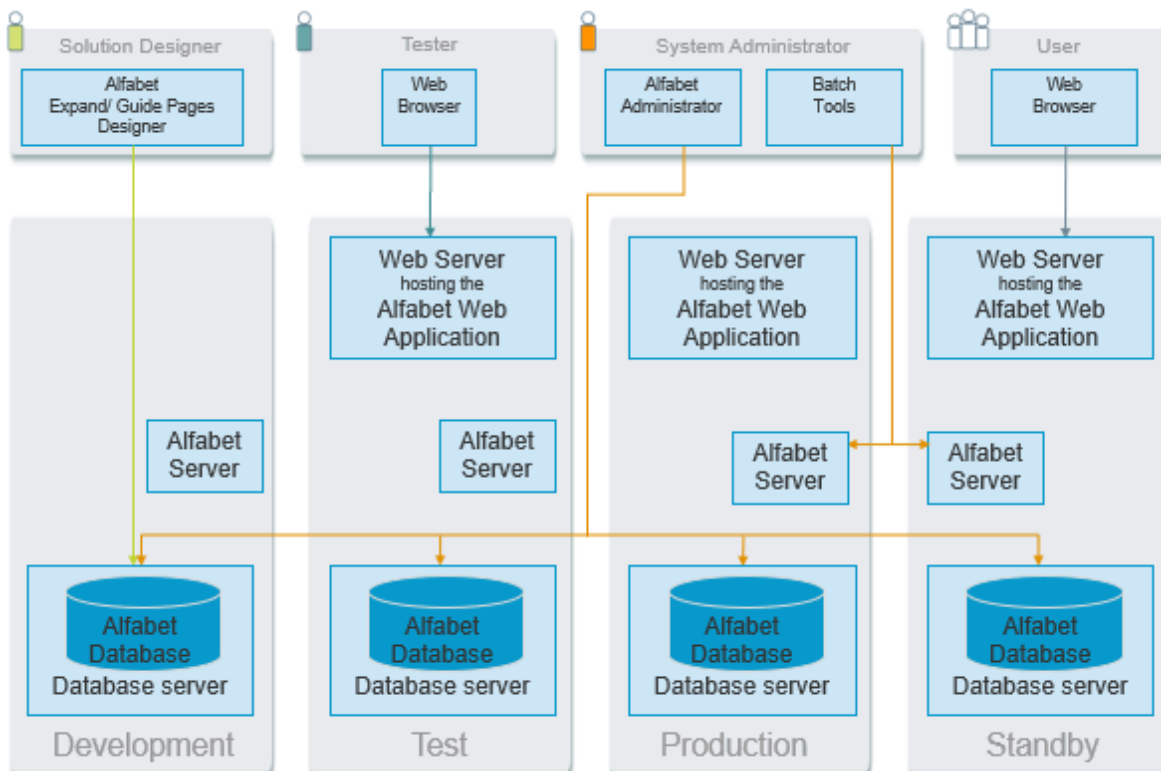 Solution Designer
Alfabet
Expand/ Guide Pages
Designer
Tester
Web
Browser
System Administrator
Alfabet
Administrator
Batch
Tools
User
Web
Browser
Alfabet
Server
Alfabet
Database
Database server
Development
Web Server
hosting the
Alfabet Web
Application
Alfabet
Server
Alfabet
Database
Database server
Test
Web Server
hosting the
Alfabet Web
Application
Alfabet
Server
Alfabet
Database
Database server
Production
Web Server
hosting the
Alfabet Web
Application
Alfabet
Server
Alfabet
Database
Database server
Standby